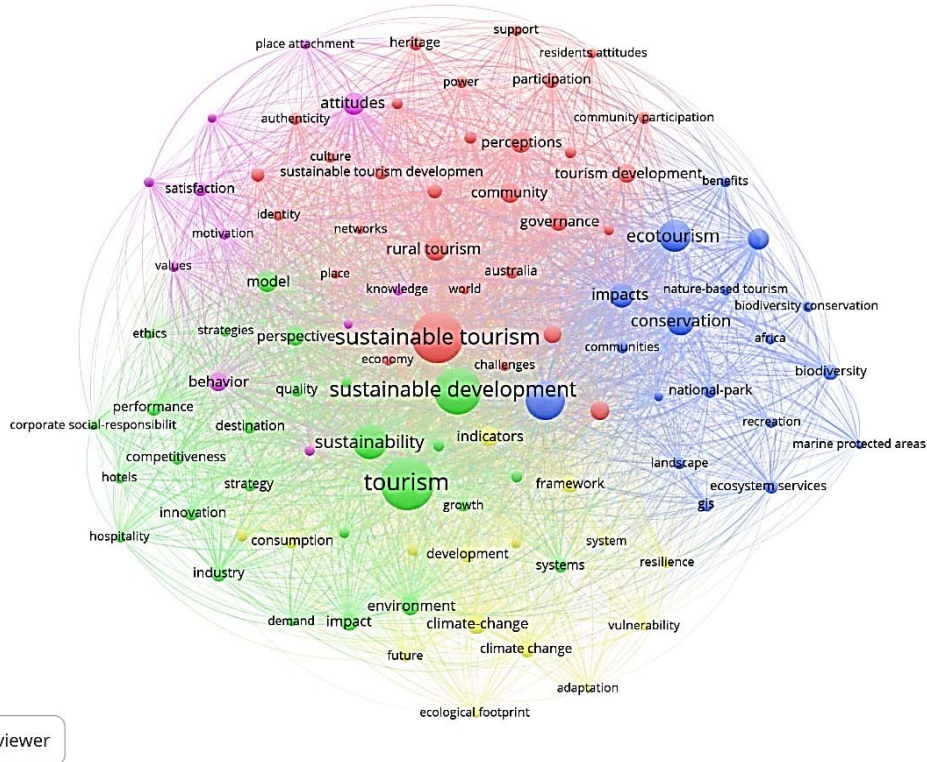 support
place attachment
heritage
residents attitudes
power
participation
attitudes
authenticity
community participation
perceptions
culture
sustainable tourism developmen
tourism development
benefits
satisfaction
community
identity
networks
governance
motivation
ecotourism
rural tourism
values
place
australia
model
knowledge
world
nature-based tourism
impacts
biodiversity conservation
conservation
ethics
strategies
perspective
sustainable tourism
africa
communities
economy
challenges
biodiversity
behavior
quality
sustainable development
national-park
performance
corporate social-responsibilit
destination
recreation
sustainability
indicators
marine protected areas
competitiveness
landscape
hotels
strategy
tourism
framework
ecosystem services
growth
gis
innovation
hospitality
consumption
system
development
systems
resilience
industry
environment
demand
impact
climate-change
vulnerability
future
climate change
adaptation
ecological footprint
viewer